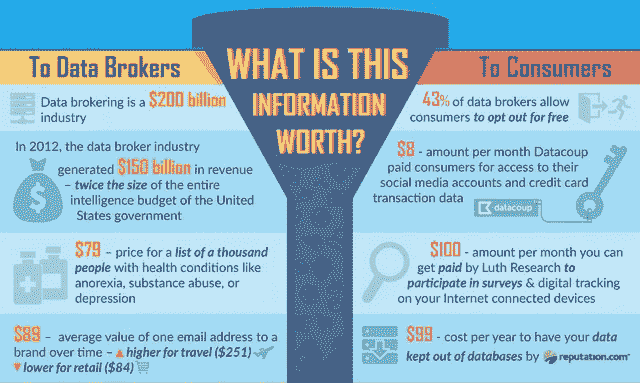 To Data Brokers
WHAT IS THIS
INFORMATION
WORTH?
To Consumers
Data brokering is a $200 billion
industry
In 2012, the data broker industry
generated $150 billion in revenue
– twice the size of the entire
intelligence budget of the United
States government
$79 – price for a list of a thousand
people with health conditions like
anorexia, substance abuse, or
depression
$89 – average value of one email address to a
brand over time – higher for travel ($251)
lower for retail ($84)
43% of data brokers allow
consumers to opt out for free
$8 - amount per month Datacoup
paid consumers for access to their
social media accounts and credit card
transaction data
datacoup
$100 - amount per month you can
get paid by Luth Research to
participate in surveys & digital tracking
on your Internet connected devices
$99 - cost per year to have your data
kept out of databases by reputation.com